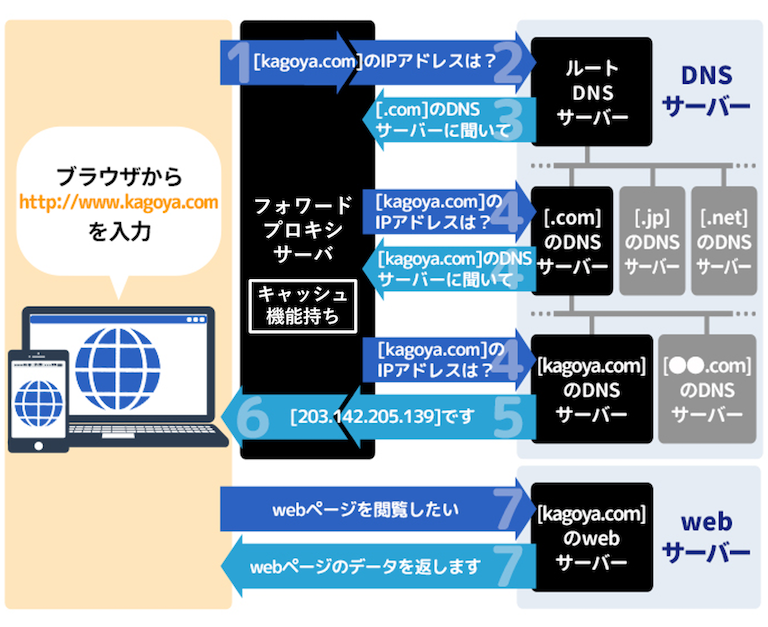 ブラウザから
http://www.kagoya.com
を入力
フォワード
プロキシ
サーバ
キャッシュ
機能持ち
1
[kagoya.com]のIPアドレスは?
2
[.com]のDNS
サーバーに聞いて
3
[kagoya.com]の
IPアドレスは?
4
[kagoya.com]のDNS
サーバーに聞いて
4
[kagoya.com]の
IPアドレスは?
4
6
[203.142.205.139]です
5
webページを閲覧したい
7
webページのデータを返します
7
ルート
DNS
サーバー
DNS
サーバー
[.com]
のDNS
サーバー
[.jp]
のDNS
サーバー
[.net]
のDNS
サーバー
[kagoya.com]
のDNS
サーバー
[●●.com]
のDNS
サーバー
[kagoya.com]
のweb
サーバー
web
サーバー